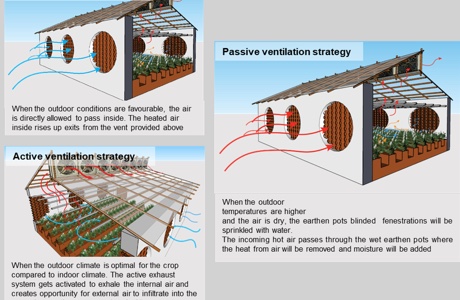 When the outdoor conditions are favourable, the air
is directly allowed to pass inside. The heated air
inside rises up exits from the vent provided above
Active ventilation strategy
When the outdoor climate is optimal for the crop
compared to indoor climate. The active exhaust
system gets activated to exhale the internal air and
creates opportunity for external air to infiltrate into the
Passive ventilation strategy
When the outdoor
temperatures are higher
and the air is dry, the earthen pots blinded fenestrations will be
sprinkled with water.
The incoming hot air passes through the wet earthen pots where
the heat from air will be removed and moisture will be added